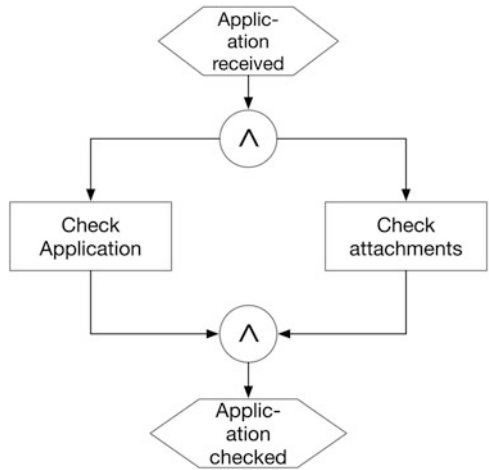 Applic-
ation
received
∧
Check
Application
Check
attachments
∧
Applic-
ation
checked